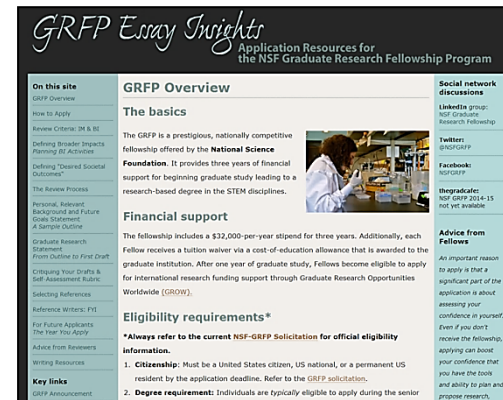 GRFP Essay Insights
Application Resources for
the NSF Graduate Research Fellowship Program
On this site
GRFP Overview
How to Apply
Review Criteria: IM & BI
Defining Broader Impacts
Planning BI Activities
Defining "Desired Societal
Outcomes"
The Review Process
Personal, Relevant
Background and Future
Goals Statement
A Sample Outline
Graduate Research
Statement
From Outline to First Draft
Critiquing Your Drafts &
Self-Assessment Rubric
Selecting References
Reference Writers: FYI
For Future Applicants
The Year You Apply
Advice from Reviewers
Writing Resources
Key links
GRFP Announcement
GRFP Overview
The basics
The GRFP is a prestigious, nationally competitive
fellowship offered by the National Science
Foundation. It provides three years of financial
support for beginning graduate study leading to a
research-based degree in the STEM disciplines.
Financial support
The fellowship includes a $32,000-per-year stipend for three years. Additionally, each
Fellow receives a tuition waiver via a cost-of-education allowance that is awarded to the
graduate institution. After one year of graduate study, Fellows become eligible to apply
for international research funding support through Graduate Research Opportunities
Worldwide (GROW).
Eligibility requirements*
*Always refer to the current NSF-GRFP Solicitation for official eligibility
information.
1. Citizenship: Must be a United States citizen, US national, or a permanent US
resident by the application deadline. Refer to the GRFP solicitation.
2. Degree requirement: Individuals are typically eligible to apply during the senior
Social network
discussions
LinkedIn group:
NSF Graduate
Research Fellowship
Twitter:
@NSFGRFP
Facebook:
NSFGRFP
thegradcafe:
NSF GRFP 2014-15
not yet available
Advice from
Fellows
An important reason
to apply is that a
significant part of the
application is about
assessing your
confidence in yourself.
Even if you don't
receive the fellowship,
applying can boost
your confidence that
you have the tools
and ability to plan and
propose research,